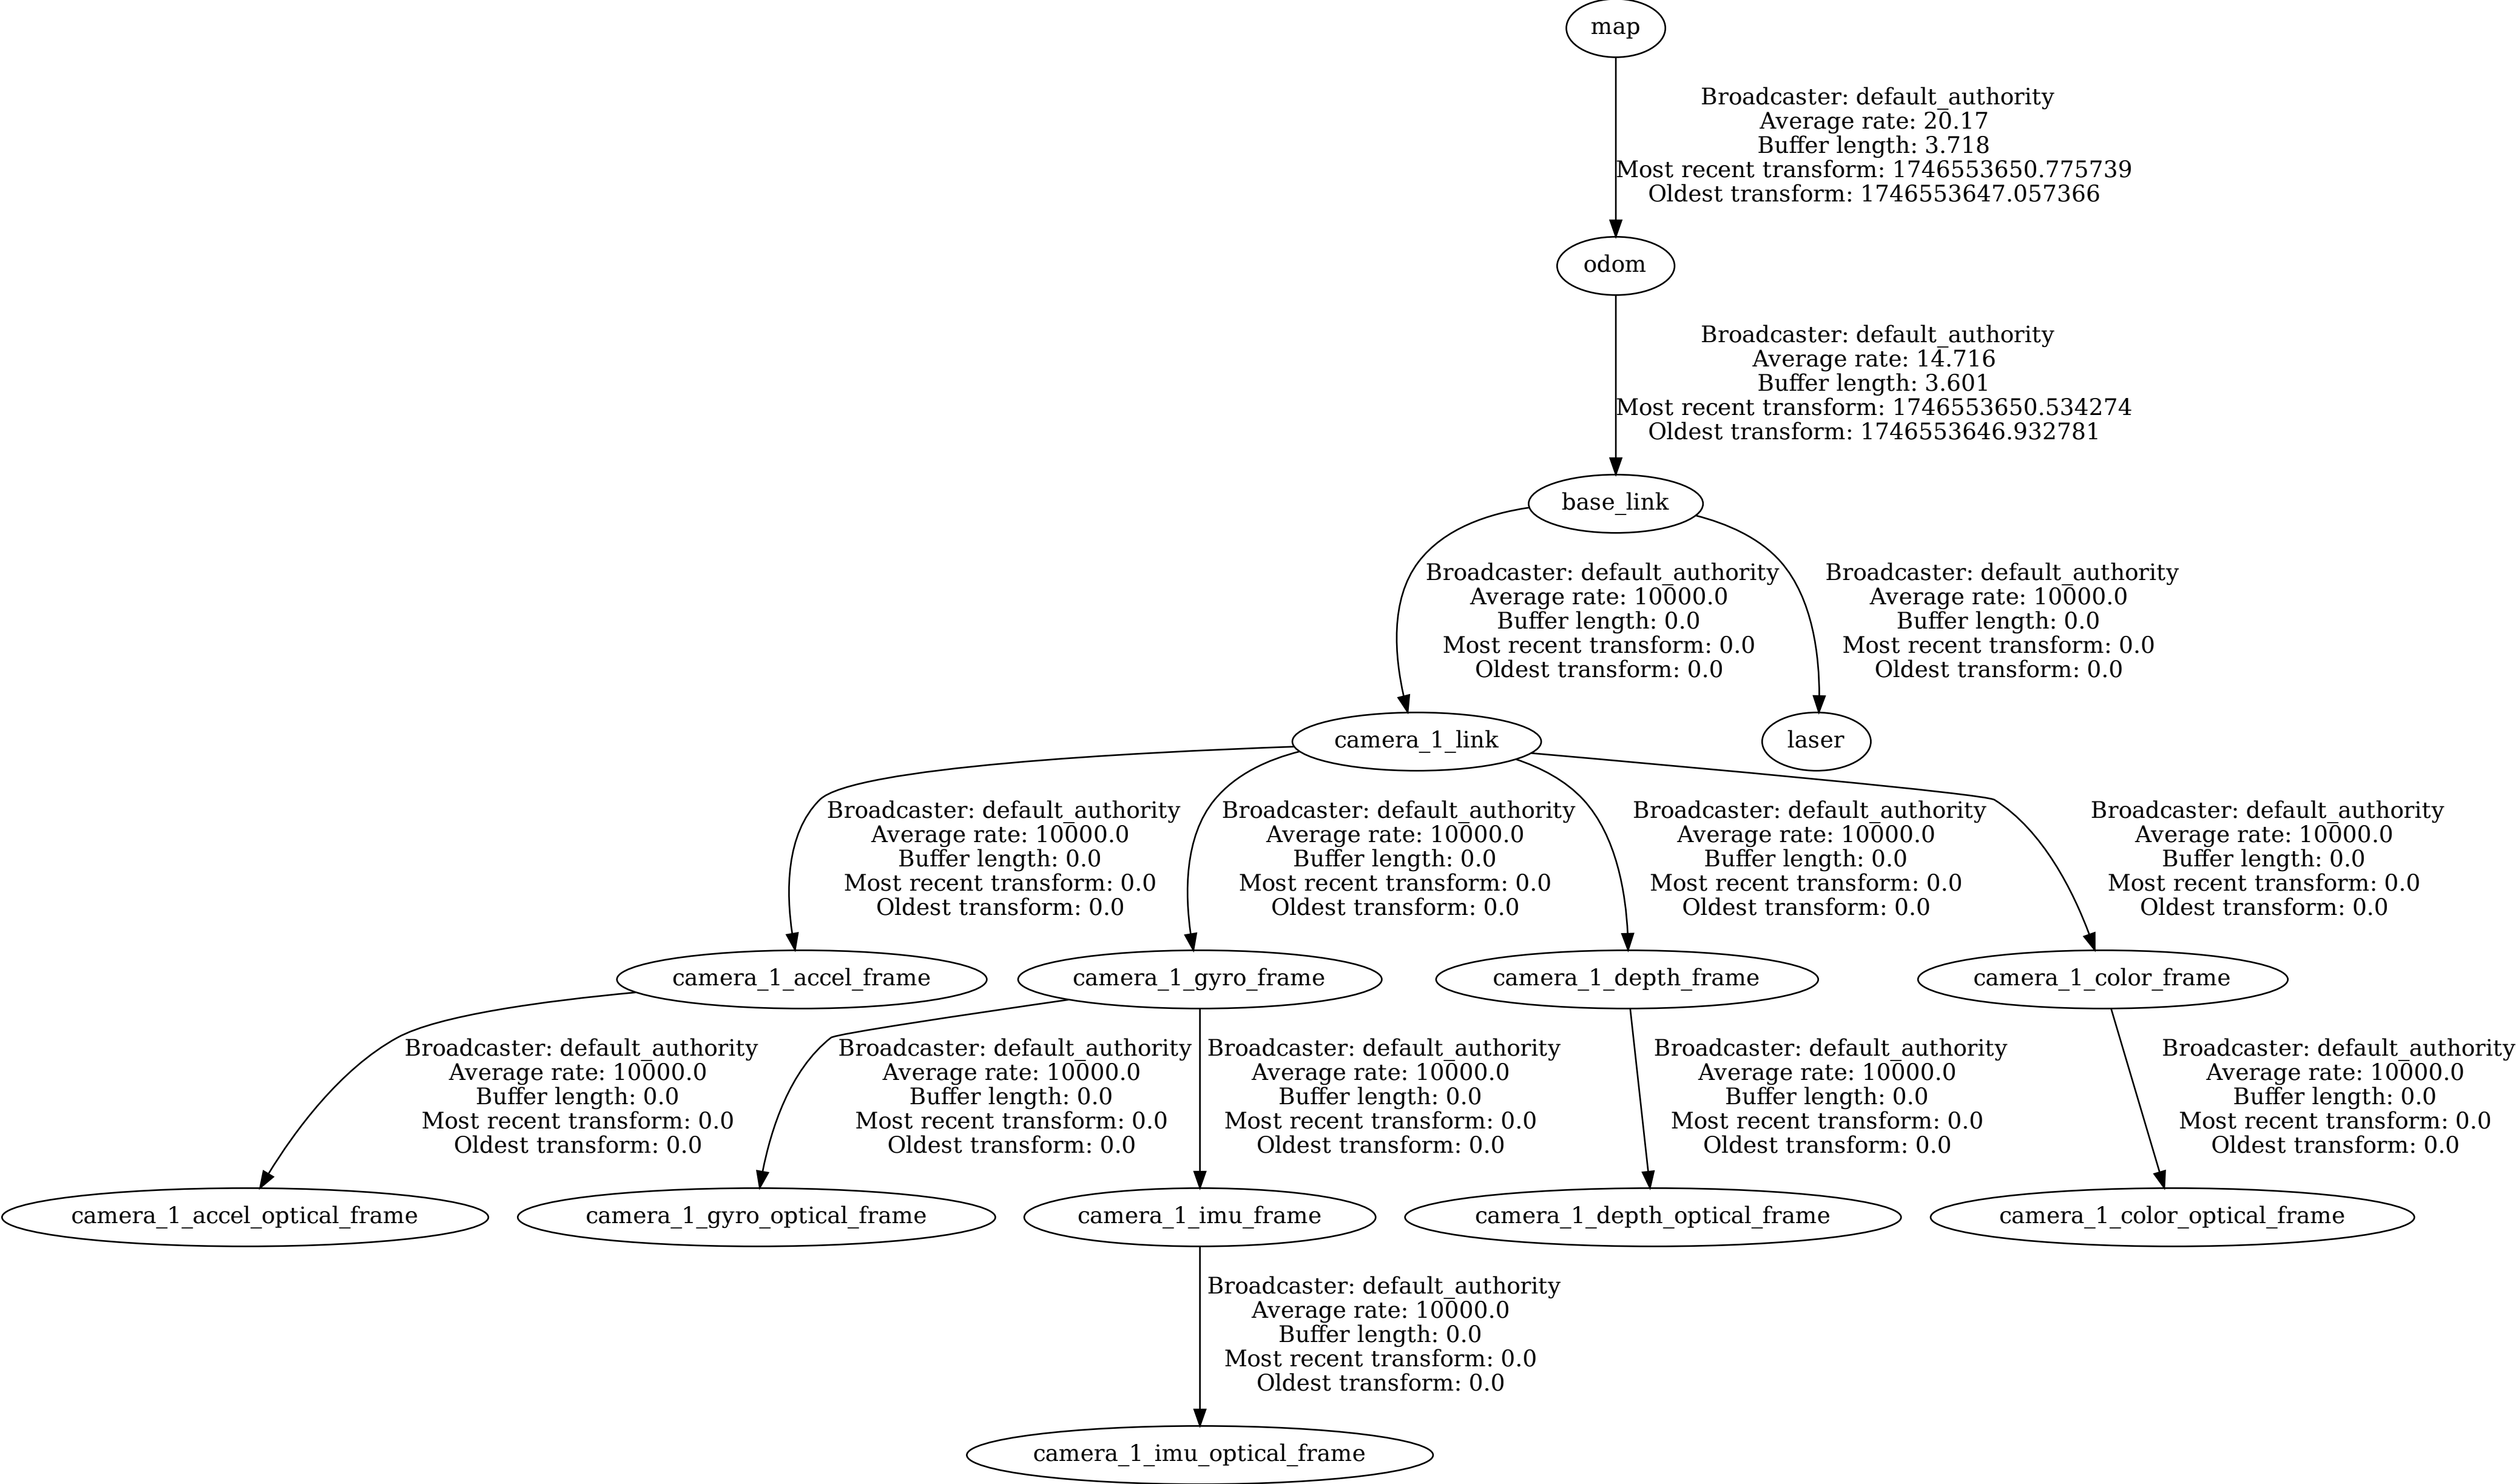 map
Broadcaster: default_authority
Average rate: 20.17
Buffer length: 3.718
Most recent transform: 1746553650.775739
Oldest transform: 1746553647.057366
odom
Broadcaster: default_authority
Average rate: 14.716
Buffer length: 3.601
Most recent transform: 1746553650.534274
Oldest transform: 1746553646.932781
base_link
Broadcaster: default_authority
Average rate: 10000.0
Buffer length: 0.0
Most recent transform: 0.0
Oldest transform: 0.0
Broadcaster: default_authority
Average rate: 10000.0
Buffer length: 0.0
Most recent transform: 0.0
Oldest transform: 0.0
camera_1_link
laser
Broadcaster: default_authority
Average rate: 10000.0
Buffer length: 0.0
Most recent transform: 0.0
Oldest transform: 0.0
Broadcaster: default_authority
Average rate: 10000.0
Buffer length: 0.0
Most recent transform: 0.0
Oldest transform: 0.0
Broadcaster: default_authority
Average rate: 10000.0
Buffer length: 0.0
Most recent transform: 0.0
Oldest transform: 0.0
Broadcaster: default_authority
Average rate: 10000.0
Buffer length: 0.0
Most recent transform: 0.0
Oldest transform: 0.0
camera_1_accel_frame
camera_1_gyro_frame
camera_1_depth_frame
camera_1_color_frame
Broadcaster: default_authority
Average rate: 10000.0
Buffer length: 0.0
Most recent transform: 0.0
Oldest transform: 0.0
Broadcaster: default_authority
Average rate: 10000.0
Buffer length: 0.0
Most recent transform: 0.0
Oldest transform: 0.0
Broadcaster: default_authority
Average rate: 10000.0
Buffer length: 0.0
Most recent transform: 0.0
Oldest transform: 0.0
Broadcaster: default_authority
Average rate: 10000.0
Buffer length: 0.0
Most recent transform: 0.0
Oldest transform: 0.0
Broadcaster: default_authority
Average rate: 10000.0
Buffer length: 0.0
Most recent transform: 0.0
Oldest transform: 0.0
camera_1_accel_optical_frame
camera_1_gyro_optical_frame
camera_1_imu_frame
camera_1_depth_optical_frame
camera_1_color_optical_frame
Broadcaster: default_authority
Average rate: 10000.0
Buffer length: 0.0
Most recent transform: 0.0
Oldest transform: 0.0
camera_1_imu_optical_frame